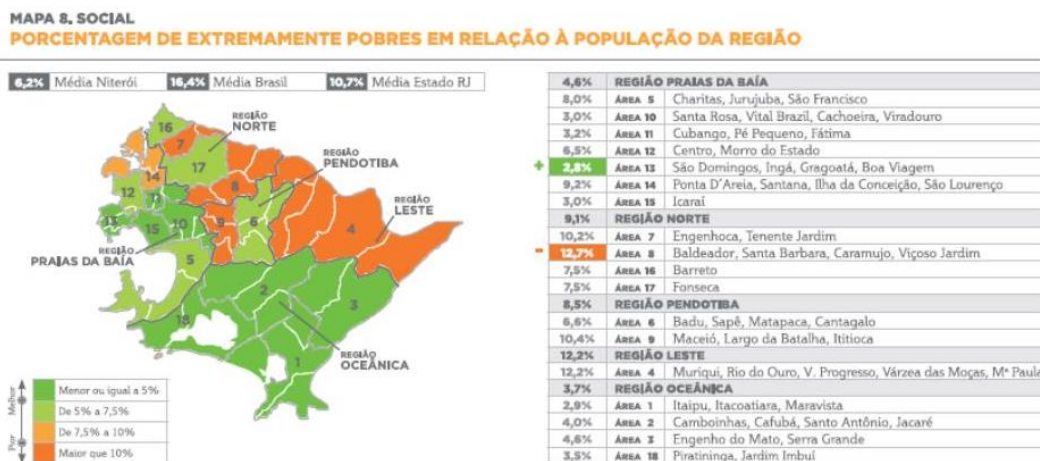 MAPA 8. SOCIAL
PORCENTAGEM DE EXTREMAMENTE POBRES EM RELAÇÃO À POPULAÇÃO DA REGIÃO
6,2% Média Niterói 16,4% Média Brasil 10,7% Média Estado RJ
REGIÃO
NORTE
REGIÃO
PENDOTIBA
REGIÃO
LESTE
REGIÃO
PRAIAS DA BAÍA
REGIÃO
OCEÂNICA
16
7
17
14
12
11
8
13
15
10
9
6
4
5
2
3
18
1
Melhor
Pior
Menor ou igual a 5%
De 5% a 7,5%
De 7,5% a 10%
Maior que 10%
4,6% REGIÃO PRAIAS DA BAÍA
8,0% ÁREA 5 Charitas, Jurujuba, São Francisco
3,0% ÁREA 10 Santa Rosa, Vital Brazil, Cachoeira, Viradouro
3,2% ÁREA 11 Cubango, Pé Pequeno, Fátima
6,5% ÁREA 12 Centro, Morro do Estado
+ 2,8% ÁREA 13 São Domingos, Ingá, Gragoatá, Boa Viagem
9,2% ÁREA 14 Ponta D´Areia, Santana, Ilha da Conceição, São Lourenço
3,0% ÁREA 15 Icaraí
9,1% REGIÃO NORTE
10,2% ÁREA 7 Engenhoca, Tenente Jardim
- 12,7% ÁREA 8 Baldeador, Santa Barbara, Caramujo, Viçoso Jardim
7,5% ÁREA 16 Barreto
7,5% ÁREA 17 Fonseca
8,5% REGIÃO PENDOTIBA
6,6% ÁREA 6 Badu, Sapê, Matapaca, Cantagalo
10,4% ÁREA 9 Maceió, Largo da Batalha, Ititioca
12,2% REGIÃO LESTE
12,2% ÁREA 4 Muriqui, Rio do Ouro, V. Progresso, Várzea das Moças, Mª Paula
3,7% REGIÃO OCEÂNICA
2,9% ÁREA 1 Itaipu, Itacoatiara, Maravista
4,0% ÁREA 2 Camboinhas, Cafubá, Santo Antônio, Jacaré
4,6% ÁREA 3 Engenho do Mato, Serra Grande
3,5% ÁREA 18 Piratininga, Jardim Imbuí